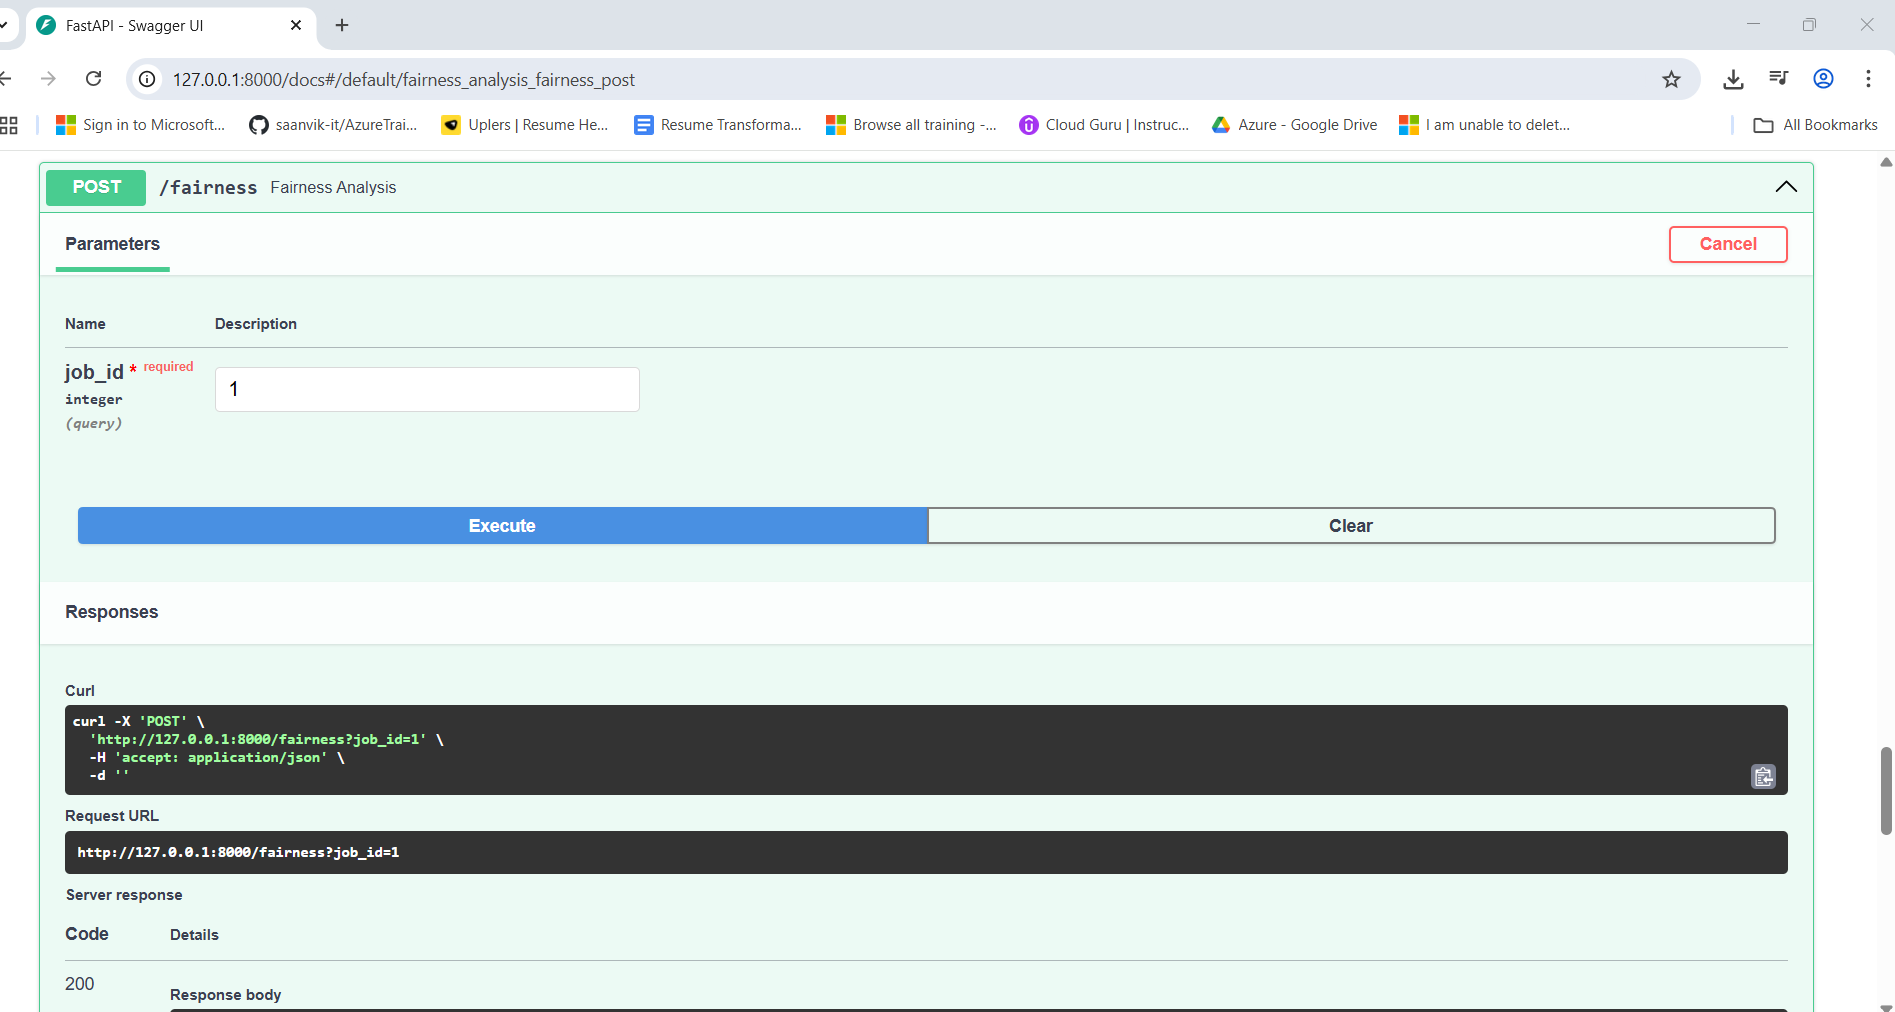 FastAPI - Swagger UI
127.0.0.1:8000/docs#/default/fairness_analysis_fairness_post
Sign in to Microsoft... saanvik-it/AzureTrai... Uplers | Resume He... Resume Transforma... Browse all training -... Cloud Guru | Instruc... Azure - Google Drive I am unable to delet... All Bookmarks
POST /fairness Fairness Analysis
Parameters Cancel
Name Description
job_id * required 1
integer
(query)
Execute Clear
Responses
Curl
curl -X 'POST' \
'http://127.0.0.1:8000/fairness?job_id=1' \
-H 'accept: application/json' \
-d ''
Request URL
http://127.0.0.1:8000/fairness?job_id=1
Server response
Code Details
200
Response body